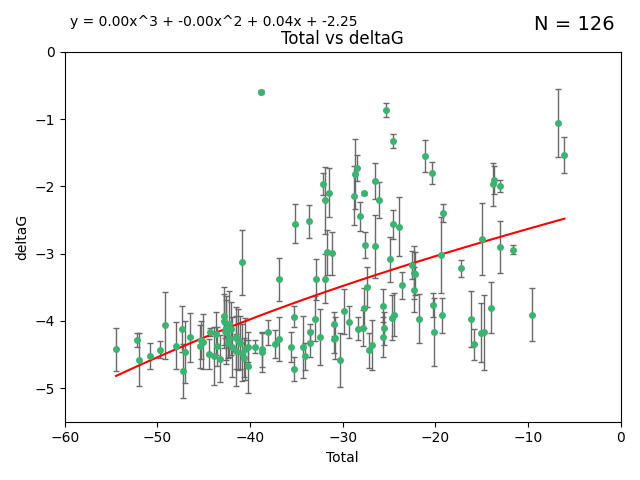 y = 0.00x^3 + -0.00x^2 + 0.04x + -2.25
N = 126
Total vs deltaG
0
−1
−2
−3
−4
−5
deltaG
−60 −50 −40 −30 −20 −10 0
Total